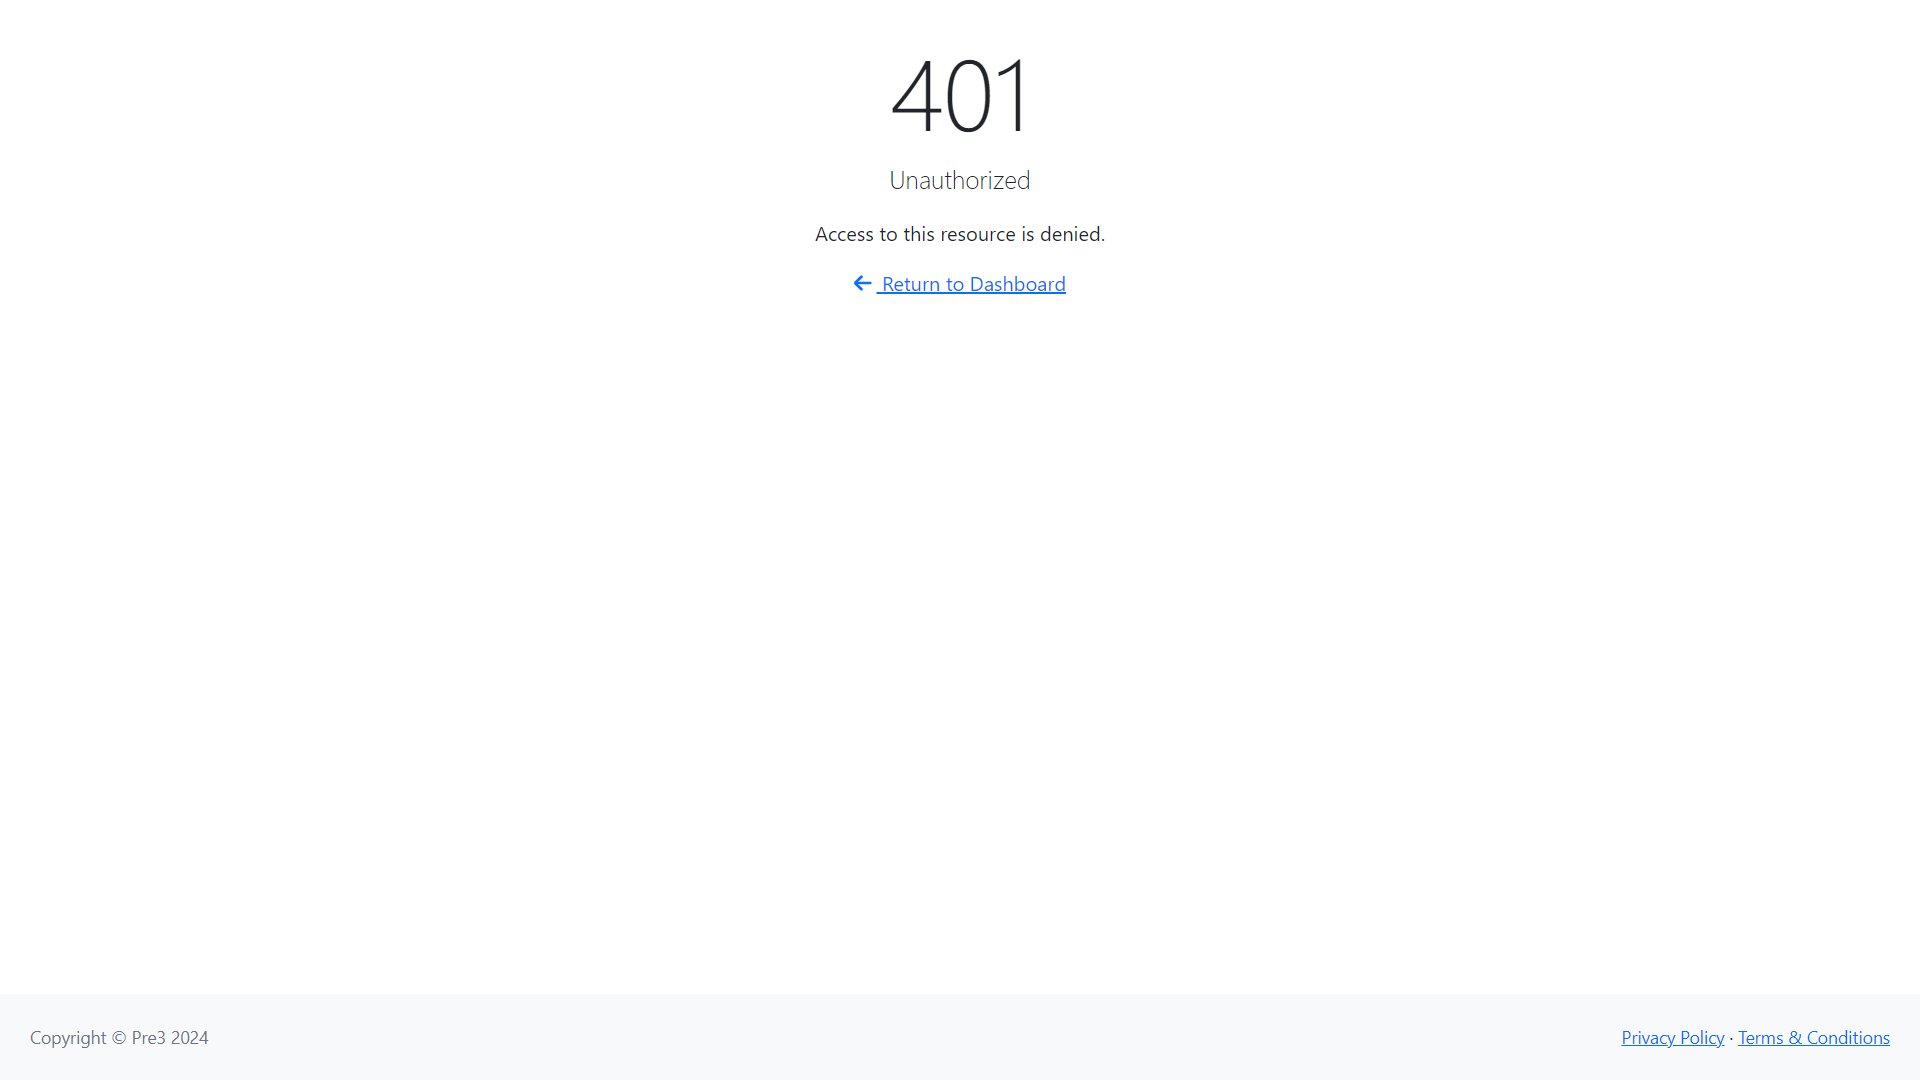 401
Unauthorized
Access to this resource is denied.
Return to Dashboard
Copyright © Pre3 2024
Privacy Policy · Terms & Conditions